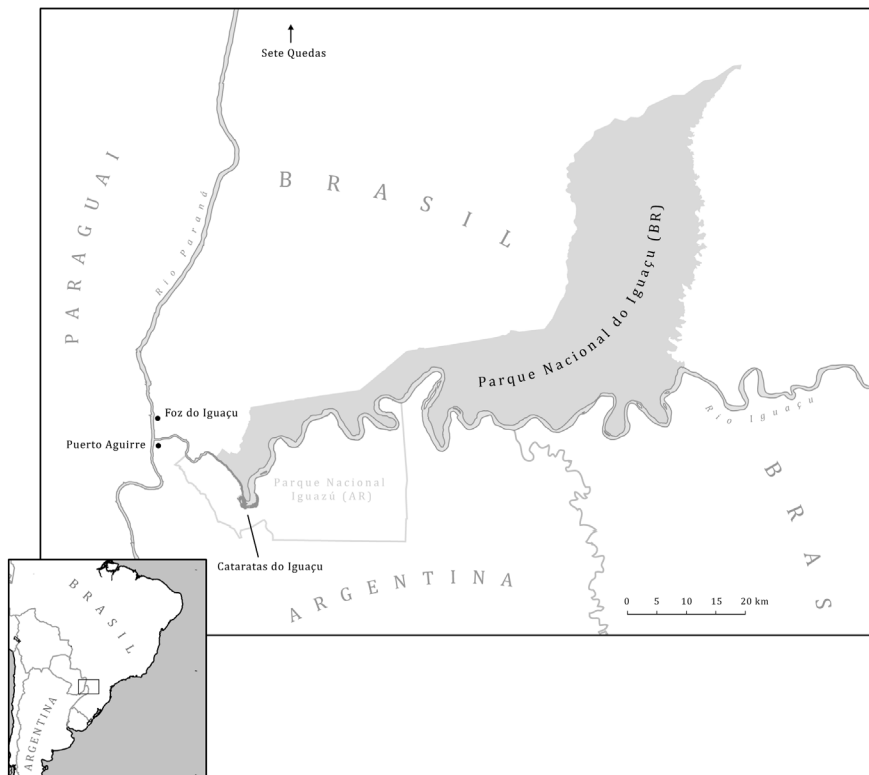 Sete Quedas
BRASIL
PARAGUAI
Rio Paraná
Parque Nacional do Iguaçu (BR)
Foz do Iguaçu
Puerto Aguirre
Rio Iguaçu
Parque Nacional
Iguazú (AR)
Cataratas do Iguaçu
ARGENTINA
BRAS
0 5 10 15 20 km
BRASIL
ARGENTINA